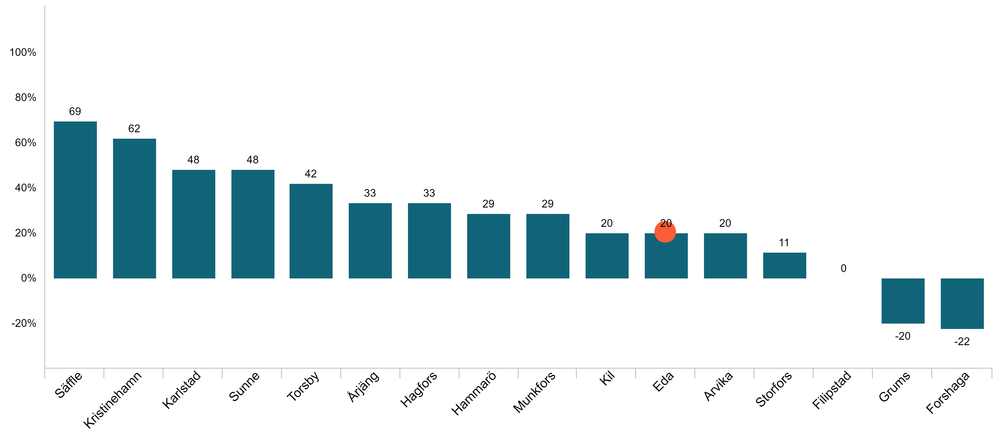 100%
80%
60%
40%
20%
0%
-20%
69
62
48
48
42
33
33
29
29
20
20
20
11
0
-20
-22
Säffle
Kristinehamn
Karlstad
Sunne
Torsby
Årjäng
Hagfors
Hammarö
Munkfors
Kil
Eda
Arvika
Storfors
Filipstad
Grums
Forshaga